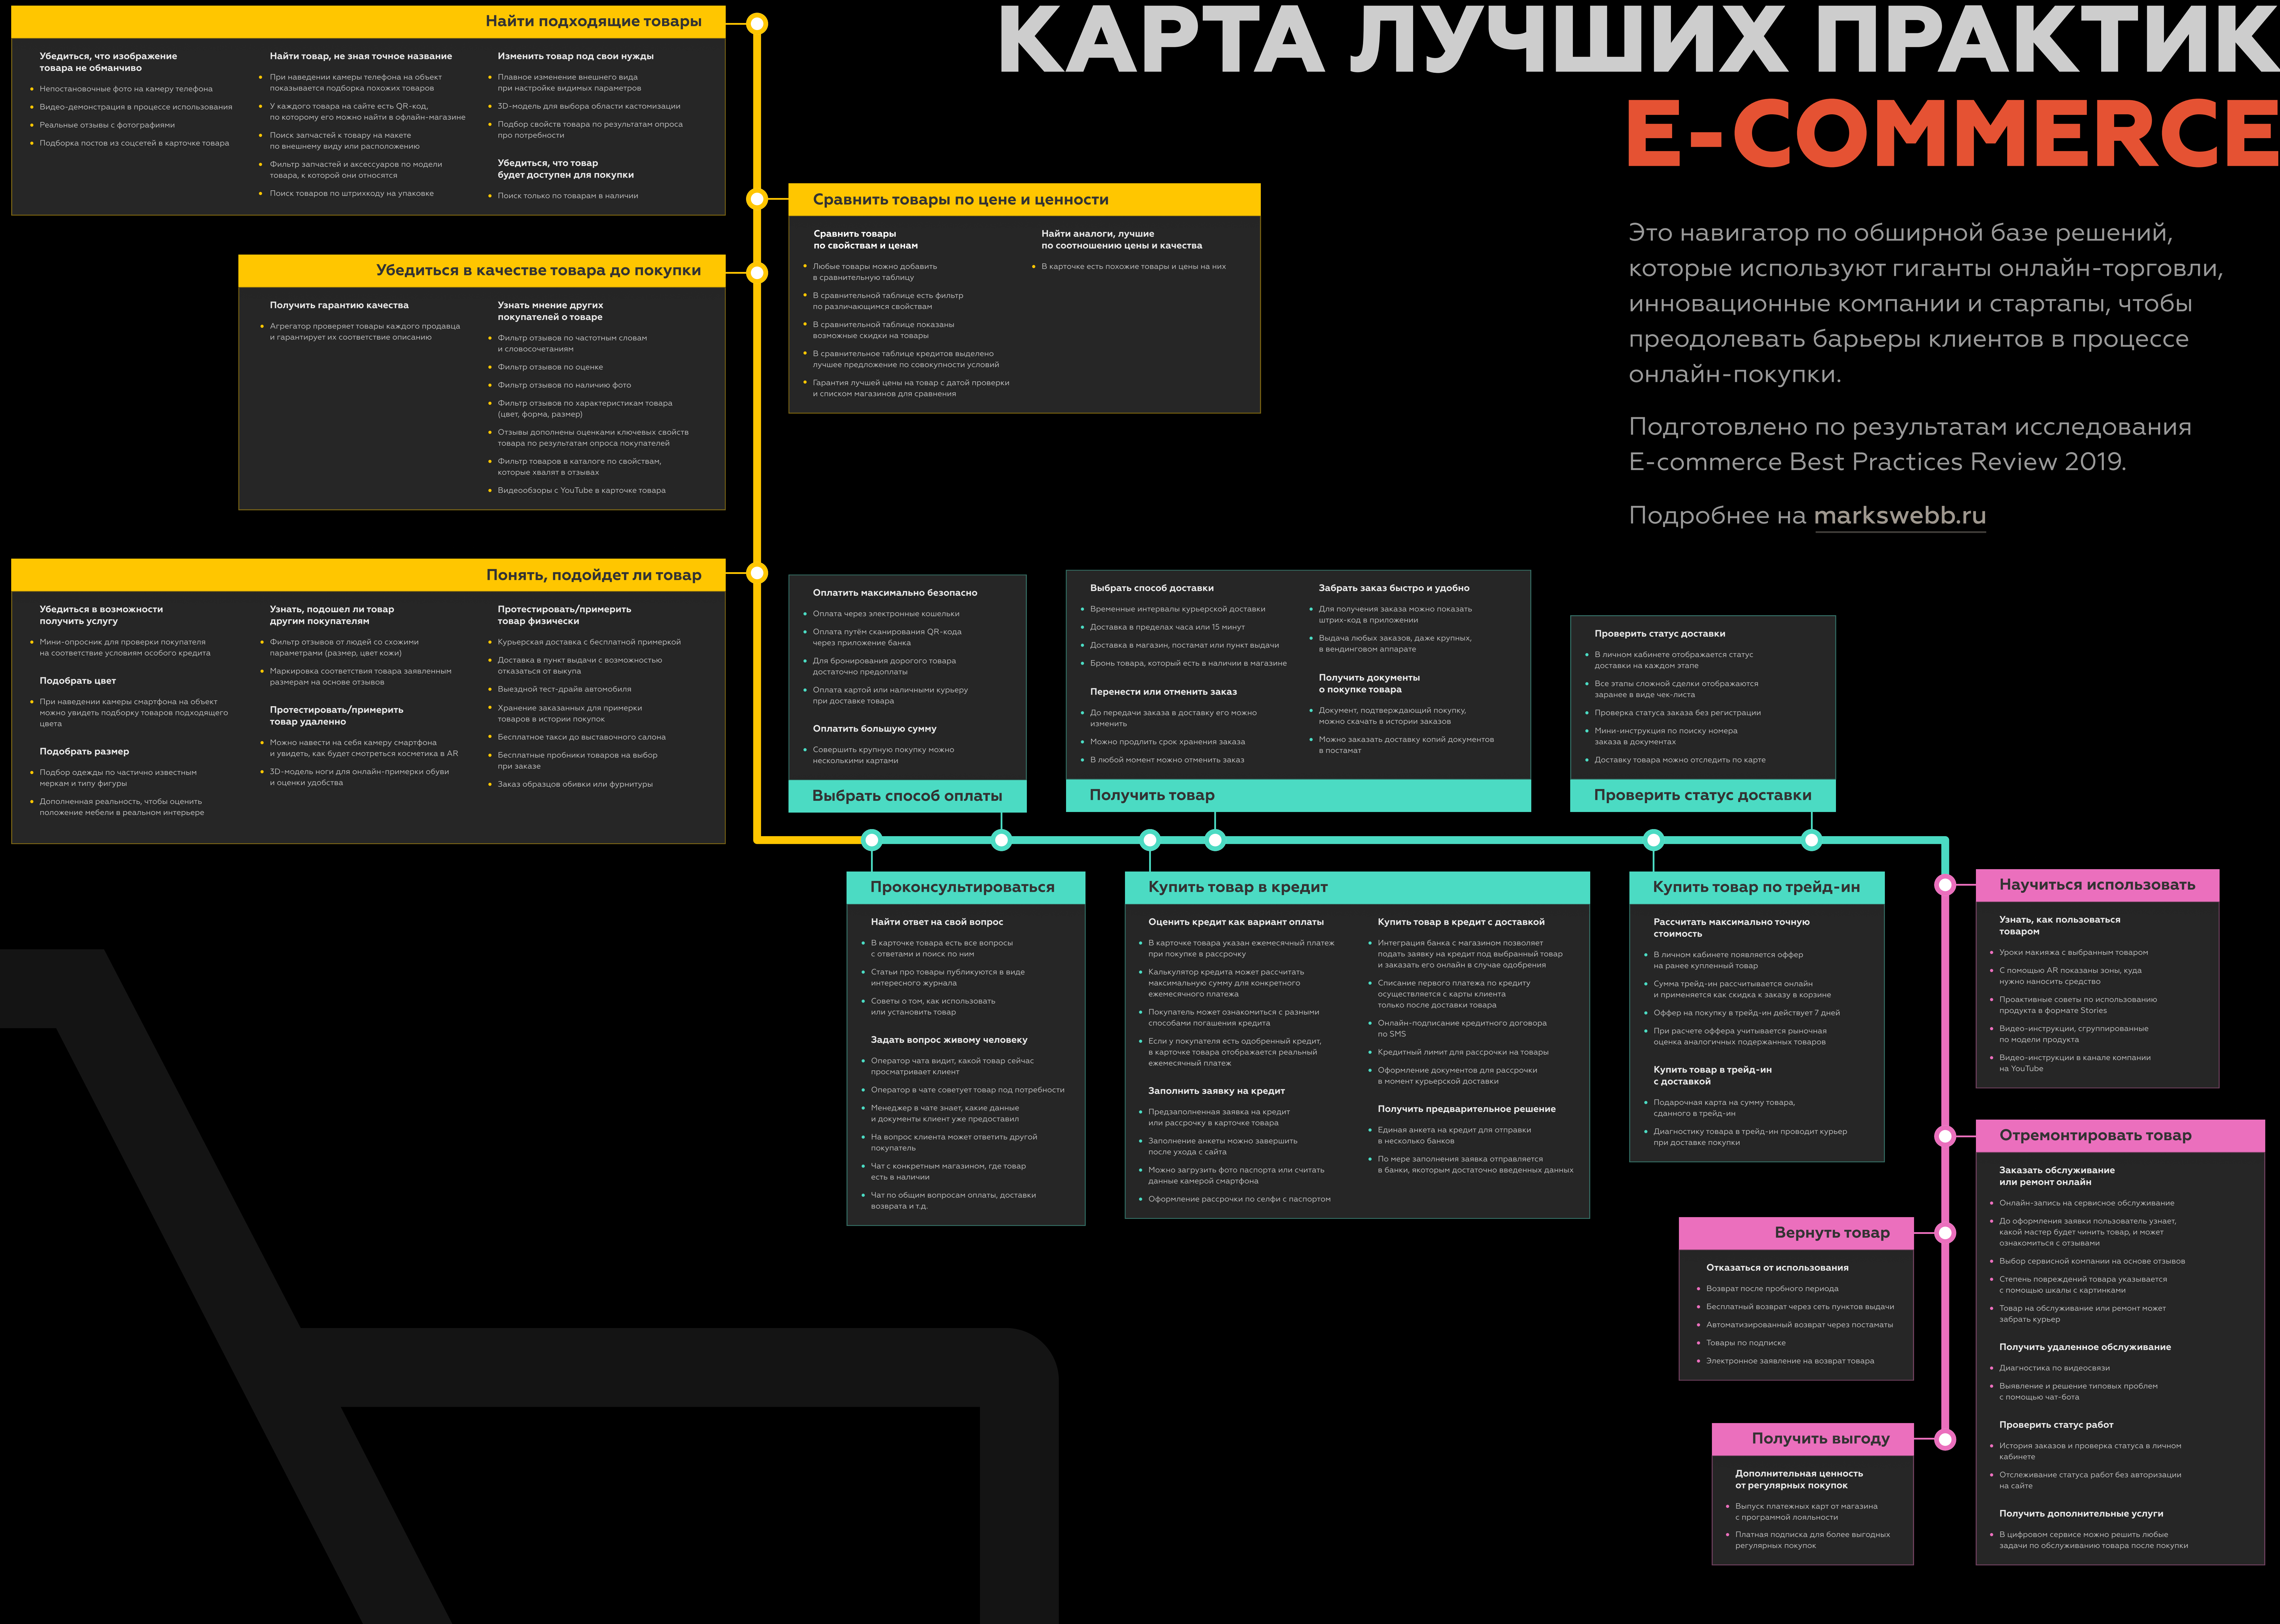 КАРТА ЛУЧШИХ ПРАКТИК
E-COMMERCE
Это навигатор по обширной базе решений,
которые используют гиганты онлайн-торговли,
инновационные компании и стартапы, чтобы
преодолевать барьеры клиентов в процессе
онлайн-покупки.
Подготовлено по результатам исследования
E-commerce Best Practices Review 2019.
Подробнее на markswebb.ru
Найти подходящие товары
Убедиться, что изображение
товара не обманчиво
Непостановочные фото на камеру телефона
Видео-демонстрация в процессе использования
Реальные отзывы с фотографиями
Подборка постов из соцсетей в карточке товара
Найти товар, не зная точное название
При наведении камеры телефона на объект
показывается подборка похожих товаров
У каждого товара на сайте есть QR-код,
по которому его можно найти в офлайн-магазине
Поиск запчастей к товару на макете
по внешнему виду или расположению
Фильтр запчастей и аксессуаров по модели
товара, к которой они относятся
Поиск товаров по штрихкоду на упаковке
Изменить товар под свои нужды
Плавное изменение внешнего вида
при настройке видимых параметров
3D-модель для выбора области кастомизации
Подбор свойств товара по результатам опроса
про потребности
Убедиться, что товар
будет доступен для покупки
Поиск только по товарам в наличии
Сравнить товары по цене и ценности
Сравнить товары
по свойствам и ценам
Любые товары можно добавить
в сравнительную таблицу
В сравнительной таблице есть фильтр
по различающимся свойствам
В сравнительной таблице показаны
возможные скидки на товары
В сравнительное таблице кредитов выделено
лучшее предложение по совокупности условий
Гарантия лучшей цены на товар с датой проверки
и списком магазинов для сравнения
Найти аналоги, лучшие
по соотношению цены и качества
В карточке есть похожие товары и цены на них
Убедиться в качестве товара до покупки
Получить гарантию качества
Агрегатор проверяет товары каждого продавца
и гарантирует их соответствие описанию
Узнать мнение других
покупателей о товаре
Фильтр отзывов по частотным словам
и словосочетаниям
Фильтр отзывов по оценке
Фильтр отзывов по наличию фото
Фильтр отзывов по характеристикам товара
(цвет, форма, размер)
Отзывы дополнены оценками ключевых свойств
товара по результатам опроса покупателей
Фильтр товаров в каталоге по свойствам,
которые хвалят в отзывах
Видеообзоры с YouTube в карточке товара
Понять, подойдет ли товар
Убедиться в возможности
получить услугу
Мини-опросник для проверки покупателя
на соответствие условиям особого кредита
Подобрать цвет
При наведении камеры смартфона на объект
можно увидеть подборку товаров подходящего
цвета
Подобрать размер
Подбор одежды по частично известным
меркам и типу фигуры
Дополненная реальность, чтобы оценить
положение мебели в реальном интерьере
Узнать, подошел ли товар
другим покупателям
Фильтр отзывов от людей со схожими
параметрами (размер, цвет кожи)
Маркировка соответствия товара заявленным
размерам на основе отзывов
Протестировать/примерить
товар удаленно
Можно навести на себя камеру смартфона
и увидеть, как будет смотреться косметика в AR
3D-модель ноги для онлайн-примерки обуви
и оценки удобства
Протестировать/примерить
товар физически
Курьерская доставка с бесплатной примеркой
Доставка в пункт выдачи с возможностью
отказаться от выкупа
Выездной тест-драйв автомобиля
Хранение заказанных для примерки
товаров в истории покупок
Бесплатное такси до выставочного салона
Бесплатные пробники товаров на выбор
при заказе
Заказ образцов обивки или фурнитуры
Оплатить максимально безопасно
Оплата через электронные кошельки
Оплата путём сканирования QR-кода
через приложение банка
Для бронирования дорогого товара
достаточно предоплаты
Оплата картой или наличными курьеру
при доставке товара
Оплатить большую сумму
Совершить крупную покупку можно
несколькими картами
Выбрать способ оплаты
Выбрать способ доставки
Временные интервалы курьерской доставки
Доставка в пределах часа или 15 минут
Доставка в магазин, постамат или пункт выдачи
Бронь товара, который есть в наличии в магазине
Перенести или отменить заказ
До передачи заказа в доставку его можно
изменить
Можно продлить срок хранения заказа
В любой момент можно отменить заказ
Забрать заказ быстро и удобно
Для получения заказа можно показать
штрих-код в приложении
Выдача любых заказов, даже крупных,
в вендинговом аппарате
Получить документы
о покупке товара
Документ, подтверждающий покупку,
можно скачать в истории заказов
Можно заказать доставку копий документов
в постамат
Получить товар
Проверить статус доставки
В личном кабинете отображается статус
доставки на каждом этапе
Все этапы сложной сделки отображаются
заранее в виде чек-листа
Проверка статуса заказа без регистрации
Мини-инструкция по поиску номера
заказа в документах
Доставку товара можно отследить по карте
Проверить статус доставки
Проконсультироваться
Найти ответ на свой вопрос
В карточке товара есть все вопросы
с ответами и поиск по ним
Статьи про товары публикуются в виде
интересного журнала
Советы о том, как использовать
или установить товар
Задать вопрос живому человеку
Оператор чата видит, какой товар сейчас
просматривает клиент
Оператор в чате советует товар под потребности
Менеджер в чате знает, какие данные
и документы клиент уже предоставил
На вопрос клиента может ответить другой
покупатель
Чат с конкретным магазином, где товар
есть в наличии
Чат по общим вопросам оплаты, доставки
возврата и т.д.
Купить товар в кредит
Оценить кредит как вариант оплаты
В карточке товара указан ежемесячный платеж
при покупке в рассрочку
Калькулятор кредита может рассчитать
максимальную сумму для конкретного
ежемесячного платежа
Покупатель может ознакомиться с разными
способами погашения кредита
Если у покупателя есть одобренный кредит,
в карточке товара отображается реальный
ежемесячный платеж
Заполнить заявку на кредит
Предзаполненная заявка на кредит
или рассрочку в карточке товара
Заполнение анкеты можно завершить
после ухода с сайта
Можно загрузить фото паспорта или считать
данные камерой смартфона
Оформление рассрочки по селфи с паспортом
Купить товар в кредит с доставкой
Интеграция банка с магазином позволяет
подать заявку на кредит под выбранный товар
и заказать его онлайн в случае одобрения
Списание первого платежа по кредиту
осуществляется с карты клиента
только после доставки товара
Онлайн-подписание кредитного договора
по SMS
Кредитный лимит для рассрочки на товары
Оформление документов для рассрочки
в момент курьерской доставки
Получить предварительное решение
Единая анкета на кредит для отправки
в несколько банков
По мере заполнения заявка отправляется
в банки, якоторым достаточно введенных данных
Купить товар по трейд-ин
Рассчитать максимально точную
стоимость
В личном кабинете появляется оффер
на ранее купленный товар
Сумма трейд-ин рассчитывается онлайн
и применяется как скидка к заказу в корзине
Оффер на покупку в трейд-ин действует 7 дней
При расчете оффера учитывается рыночная
оценка аналогичных подержанных товаров
Купить товар в трейд-ин
с доставкой
Подарочная карта на сумму товара,
сданного в трейд-ин
Диагностику товара в трейд-ин проводит курьер
при доставке покупки
Научиться использовать
Узнать, как пользоваться
товаром
Уроки макияжа с выбранным товаром
С помощью AR показаны зоны, куда
нужно наносить средство
Проактивные советы по использованию
продукта в формате Stories
Видео-инструкции, сгруппированные
по модели продукта
Видео-инструкции в канале компании
на YouTube
Отремонтировать товар
Заказать обслуживание
или ремонт онлайн
Онлайн-запись на сервисное обслуживание
До оформления заявки пользователь узнает,
какой мастер будет чинить товар, и может
ознакомиться с отзывами
Выбор сервисной компании на основе отзывов
Степень повреждений товара указывается
с помощью шкалы с картинками
Товар на обслуживание или ремонт может
забрать курьер
Получить удаленное обслуживание
Диагностика по видеосвязи
Выявление и решение типовых проблем
с помощью чат-бота
Проверить статус работ
История заказов и проверка статуса в личном
кабинете
Отслеживание статуса работ без авторизации
на сайте
Получить дополнительные услуги
В цифровом сервисе можно решить любые
задачи по обслуживанию товара после покупки
Вернуть товар
Отказаться от использования
Возврат после пробного периода
Бесплатный возврат через сеть пунктов выдачи
Автоматизированный возврат через постаматы
Товары по подписке
Электронное заявление на возврат товара
Получить выгоду
Дополнительная ценность
от регулярных покупок
Выпуск платежных карт от магазина
с программой лояльности
Платная подписка для более выгодных
регулярных покупок